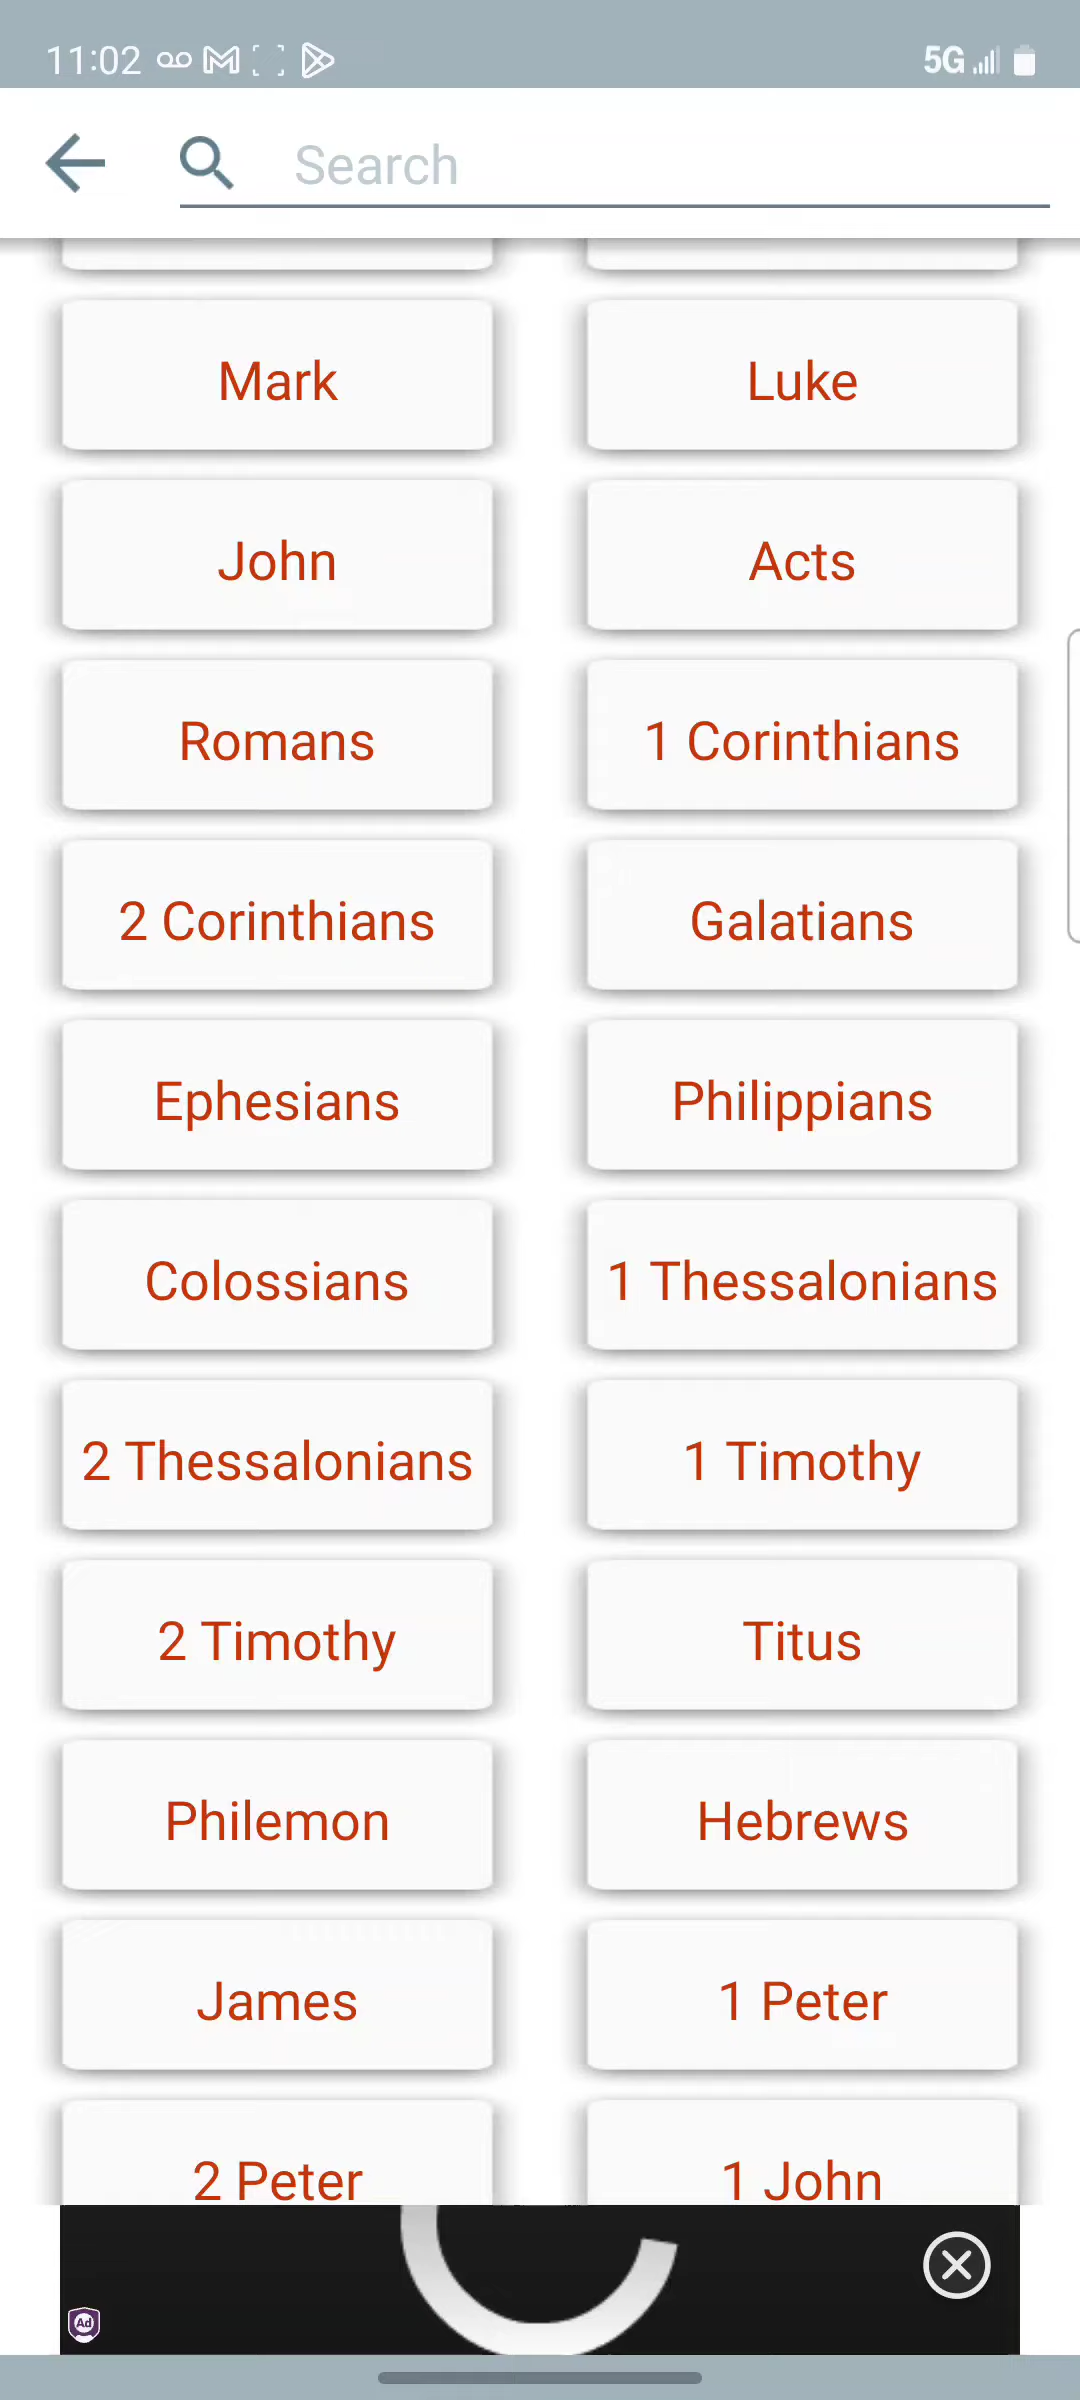 11:02 5G
Search
Mark Luke
John Acts
Romans 1 Corinthians
2 Corinthians Galatians
Ephesians Philippians
Colossians 1 Thessalonians
2 Thessalonians 1 Timothy
2 Timothy Titus
Philemon Hebrews
James 1 Peter
2 Peter 1 John
Ad